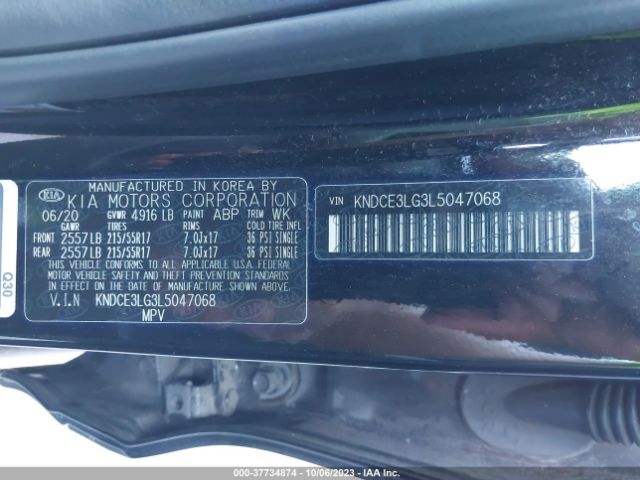 MANUFACTURED IN KOREA BY
KIA KIA MOTORS CORPORATION
06/20 GVWR 4916 LB PAINT ABP TRIM WK
GAWR TIRES RIMS COLD TIRE INFL
FRONT 2557LB 215/55R17 7.0JX17 36 PSI SINGLE
REAR 2557LB 215/55R17 7.0JX17 36 PSI SINGLE
THIS VEHICLE CONFORMS TO ALL APPLICABLE U.S.A. FEDERAL
MOTOR VEHICLE SAFETY AND THEFT PREVENTION STANDARDS
IN EFFECT ON THE DATE OF MANUFACTURE SHOWN ABOVE.
V.I.N KNDCE3LG3L5047068
MPV
VIN KNDCE3LG3L5047068
Q30
000-37734874 | 10/06/2023 | © IAA Inc.